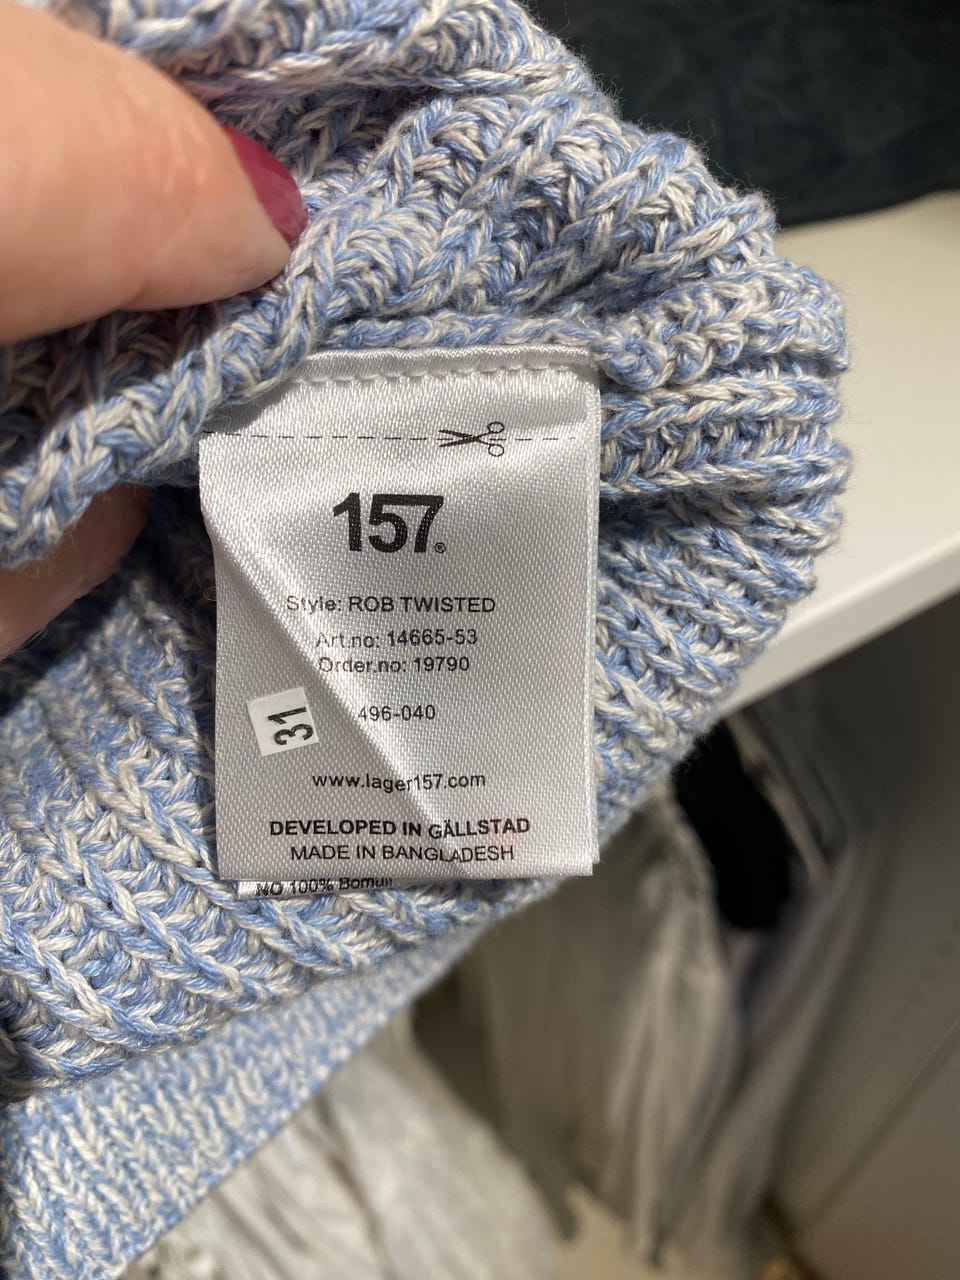 157®
Style: ROB TWISTED
Art.no: 14665-53
Order.no: 19790
496-040
31
www.lager157.com
DEVELOPED IN GÄLLSTAD
MADE IN BANGLADESH
NO 100% Bomull